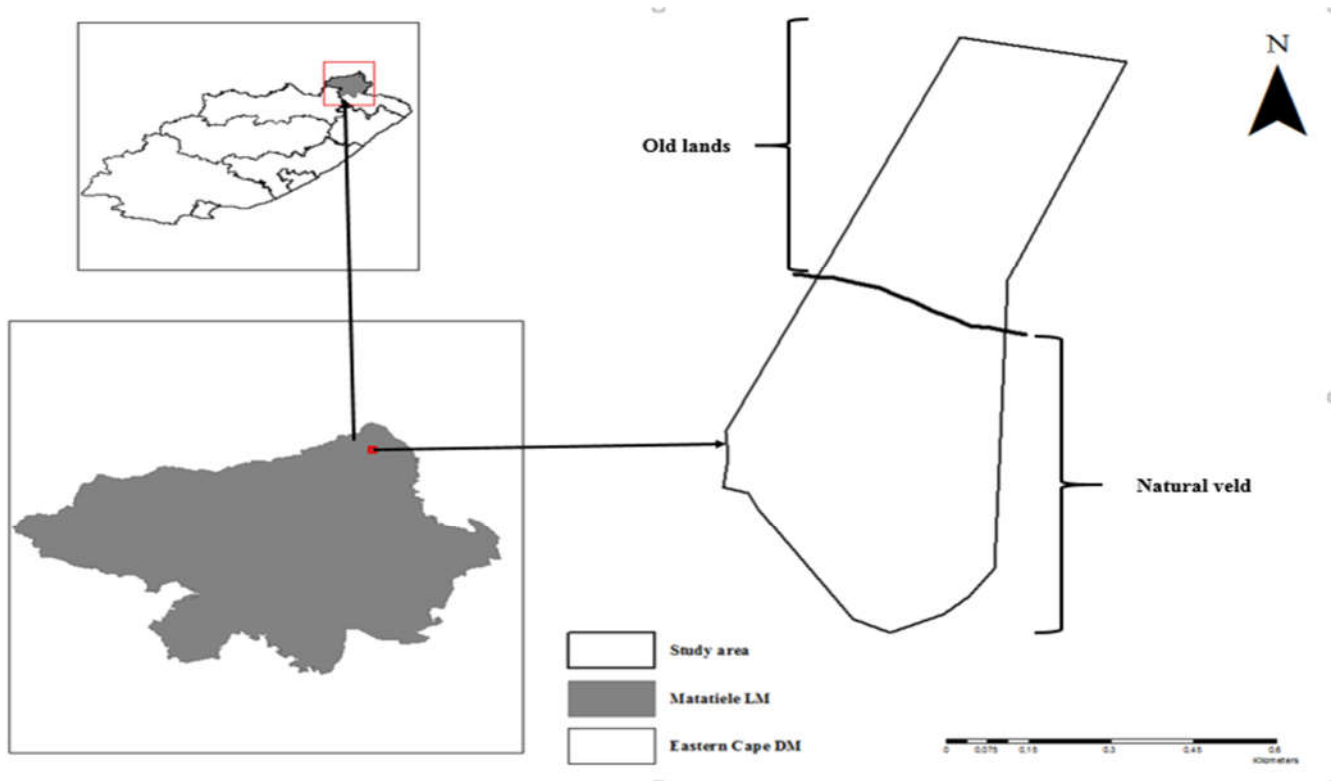 N
Old lands
Natural veld
Study area
Matatiele LM
Eastern Cape DM
0 0.075 0.15 0.3 0.45 0.6
Kilometers